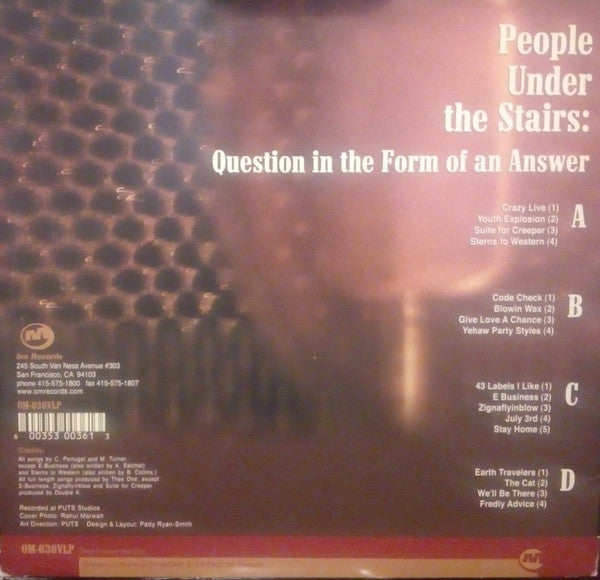 People
Under
the Stairs:
Question in the Form of an Answer
A
Crazy Live (1)
Youth Explosion (2)
Suite for Creeper (3)
Sterns to Western (4)
B
Code Check (1)
Blowin Wax (2)
Give Love A Chance (3)
Yehaw Party Styles (4)
C
43 Labels I Like (1)
E Business (2)
Zignaflyinblow (3)
July 3rd (4)
Stay Home (5)
D
Earth Travelers (1)
The Cat (2)
We'll Be There (3)
Fredly Advice (4)
Om Records
245 South Van Ness Avenue #303
San Francisco, CA 94103
phone 415-575-1800 fax 415-575-1807
www.omrecords.com
OM-036VLP
6 00353 00361 3
Credits:
All songs by C. Portugal and M. Turner,
except E-Business (also written by A. Satchel)
and Sterns to Western (also written by B. Collins.)
All full length songs produced by Thes One, except
E-Business, Zignaflyinblow and Suite for Creeper
produced by Double K.
Recorded at PUTS Studios
Cover Photo: Rahul Marwah
Art Direction: PUTS Design & Layout: Patty Ryan-Smith
OM-036VLP